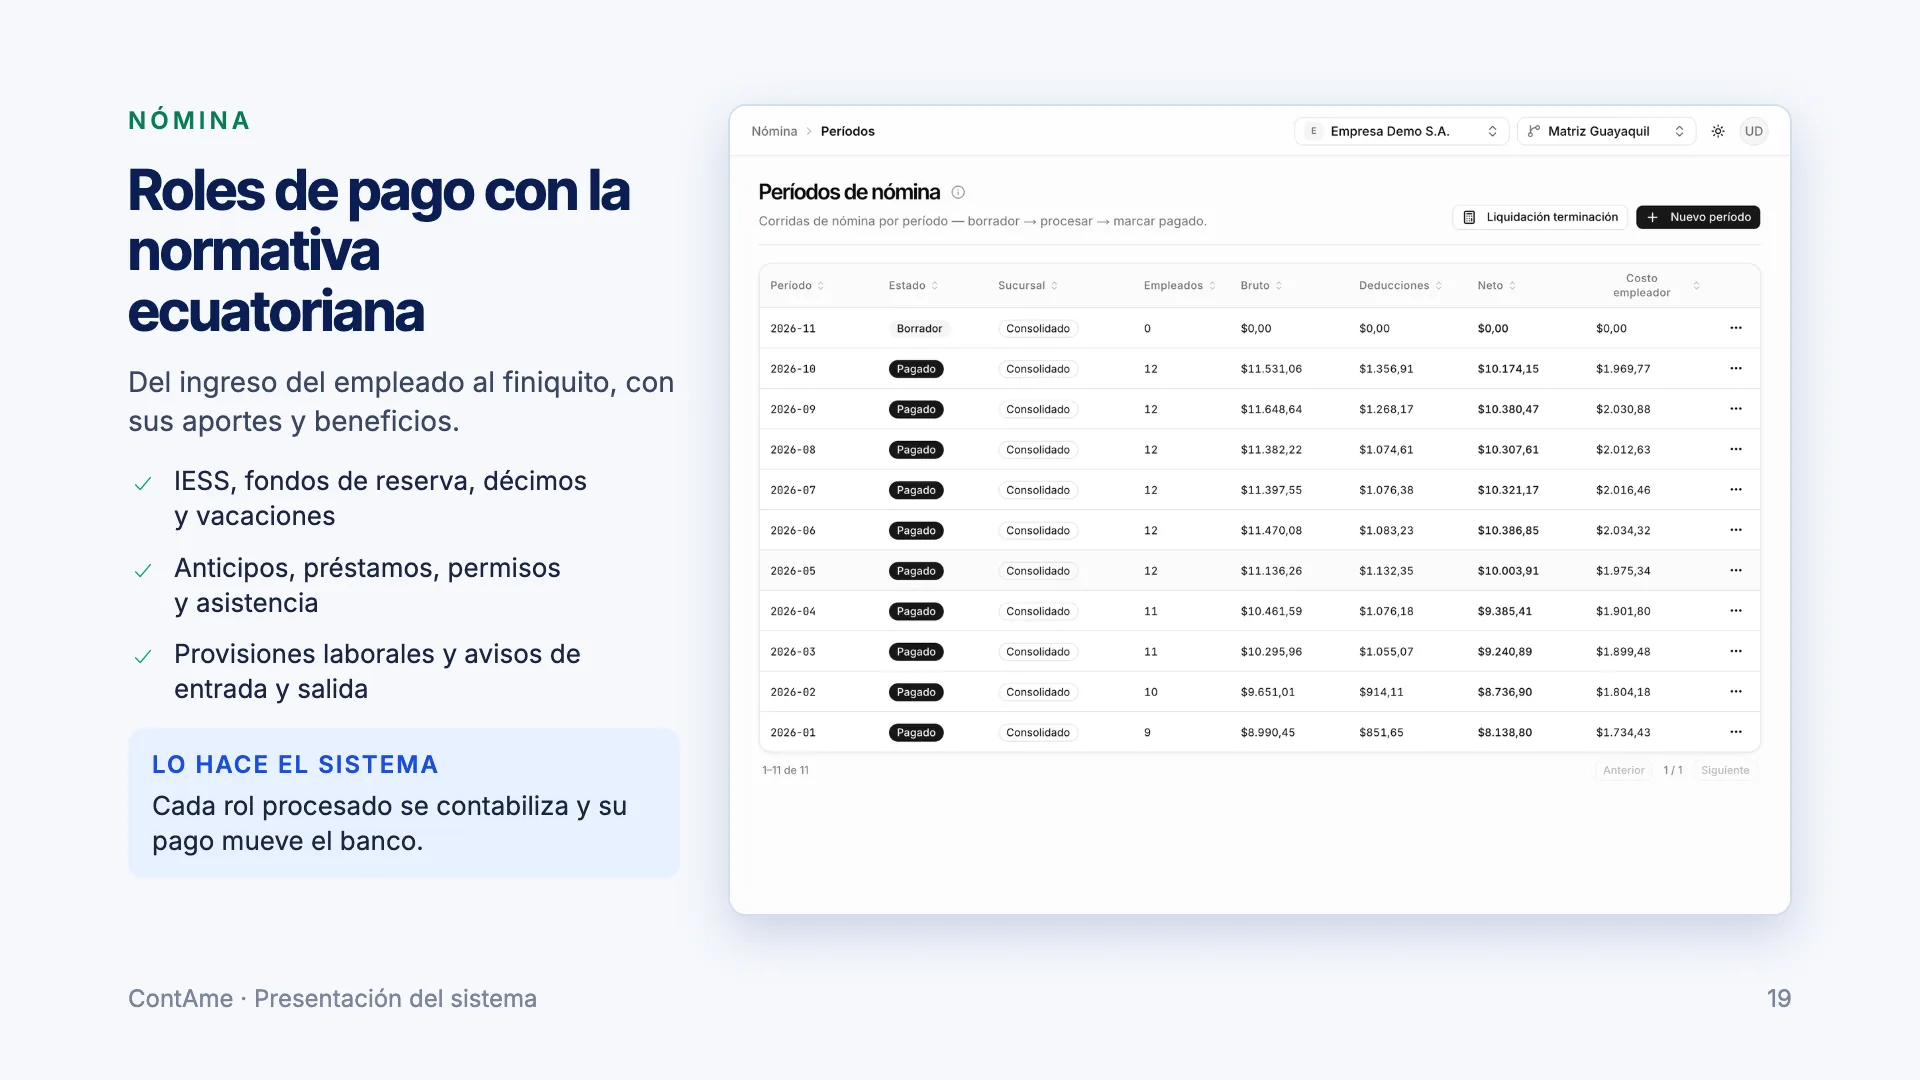 NÓMINA
Roles de pago con la
normativa
ecuatoriana
Del ingreso del empleado al finiquito, con
sus aportes y beneficios.
IESS, fondos de reserva, décimos
y vacaciones
Anticipos, préstamos, permisos
y asistencia
Provisiones laborales y avisos de
entrada y salida
LO HACE EL SISTEMA
Cada rol procesado se contabiliza y su
pago mueve el banco.
Nómina > Períodos
E Empresa Demo S.A.
Matriz Guayaquil
UD
Períodos de nómina
Corridas de nómina por período — borrador → procesar → marcar pagado.
Liquidación terminación
+ Nuevo período
Período Estado Sucursal Empleados Bruto Deducciones Neto Costo empleador
2026-11 Borrador Consolidado 0 $0,00 $0,00 $0,00 $0,00 ···
2026-10 Pagado Consolidado 12 $11.531,06 $1.356,91 $10.174,15 $1.969,77 ···
2026-09 Pagado Consolidado 12 $11.648,64 $1.268,17 $10.380,47 $2.030,88 ···
2026-08 Pagado Consolidado 12 $11.382,22 $1.074,61 $10.307,61 $2.012,63 ···
2026-07 Pagado Consolidado 12 $11.397,55 $1.076,38 $10.321,17 $2.016,46 ···
2026-06 Pagado Consolidado 12 $11.470,08 $1.083,23 $10.386,85 $2.034,32 ···
2026-05 Pagado Consolidado 12 $11.136,26 $1.132,35 $10.003,91 $1.975,34 ···
2026-04 Pagado Consolidado 11 $10.461,59 $1.076,18 $9.385,41 $1.901,80 ···
2026-03 Pagado Consolidado 11 $10.295,96 $1.055,07 $9.240,89 $1.899,48 ···
2026-02 Pagado Consolidado 10 $9.651,01 $914,11 $8.736,90 $1.804,18 ···
2026-01 Pagado Consolidado 9 $8.990,45 $851,65 $8.138,80 $1.734,43 ···
1–11 de 11
Anterior 1 / 1 Siguiente
ContAme · Presentación del sistema
19